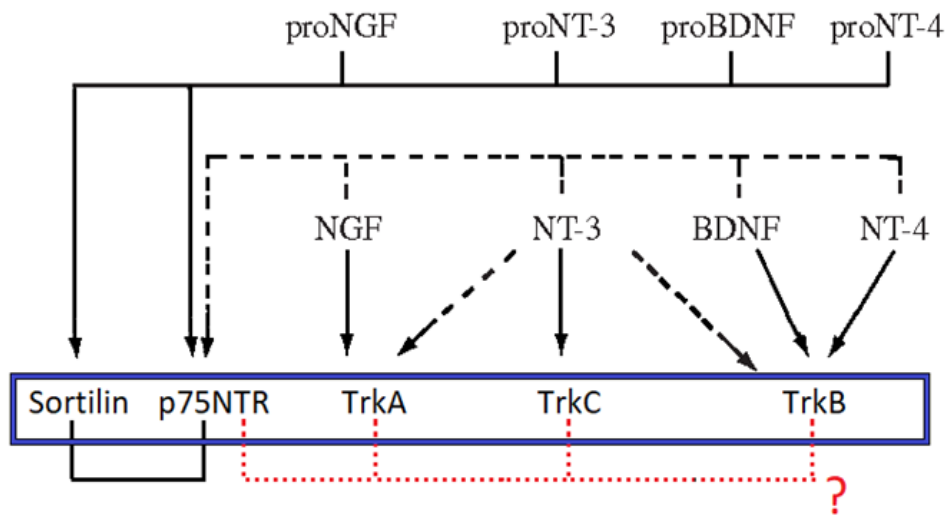 proNGF proNT-3 proBDNF proNT-4
NGF NT-3 BDNF NT-4
Sortilin p75NTR TrkA TrkC TrkB
?